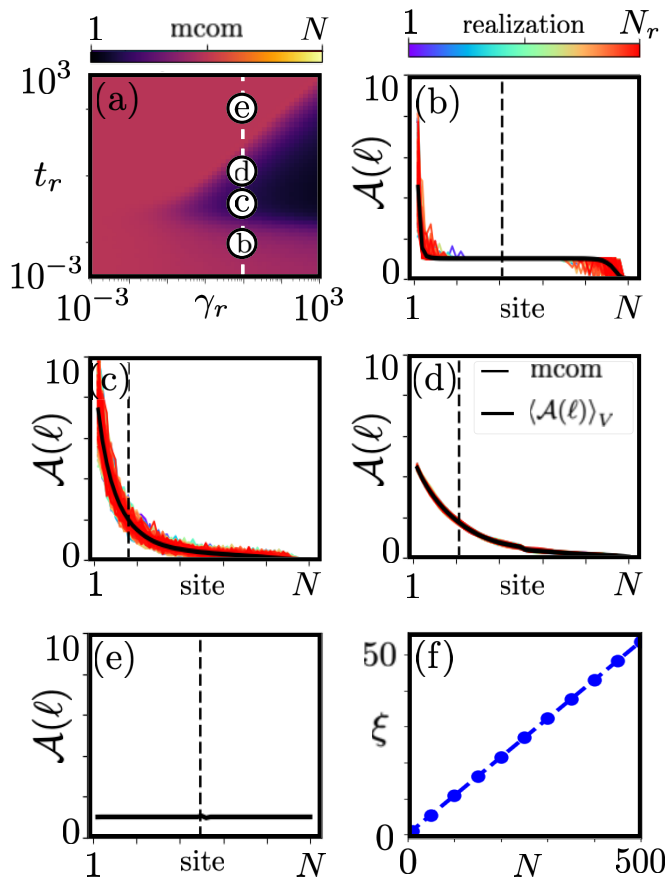 1 mcom N
1 realization N_r
(a)
10^3
t_r
10^{-3}
e
d
c
b
10^{-3} γ_r 10^3
(b)
10
𝒜(ℓ)
0
1 site N
(c)
10
𝒜(ℓ)
0
1 site N
(d)
10
𝒜(ℓ)
0
mcom
⟨𝒜(ℓ)⟩_V
1 site N
(e)
10
𝒜(ℓ)
0
1 site N
(f)
50
ξ
0 N 500